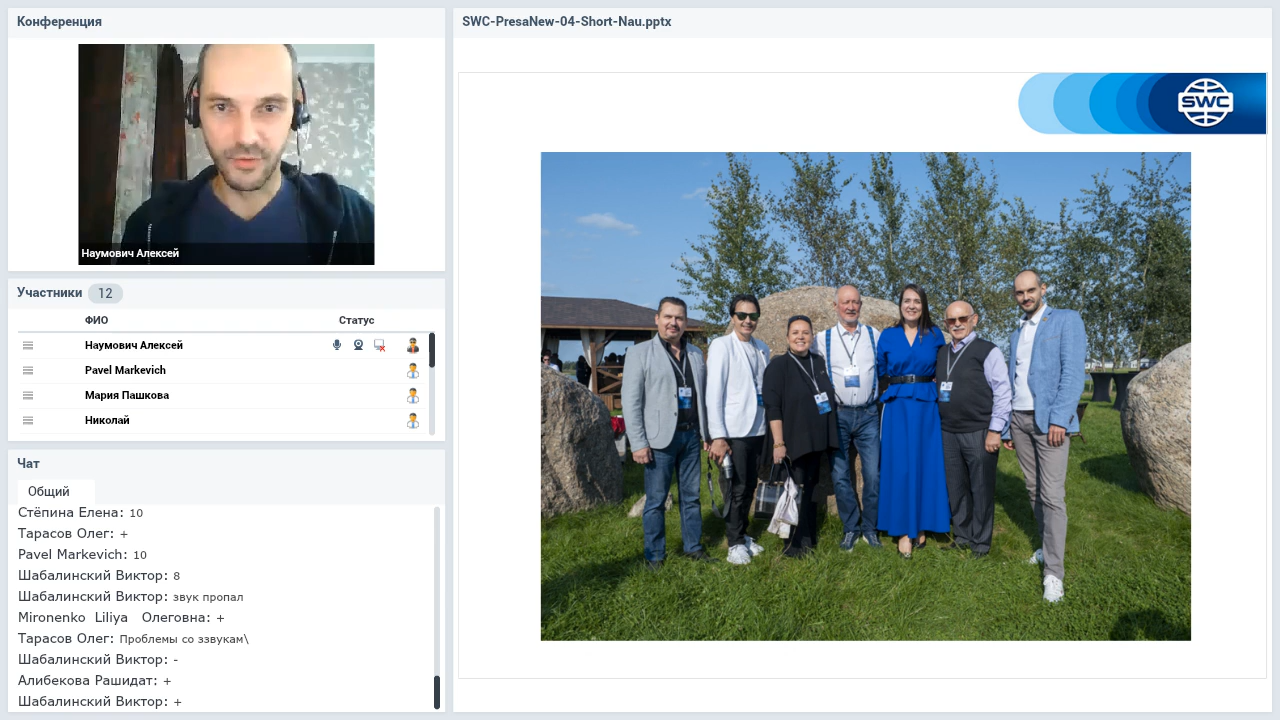 Конференция
Наумович Алексей
Участники 12
ФИО Статус
Наумович Алексей
Pavel Markevich
Мария Пашкова
Николай
Чат
Общий
Стёпина Елена: 10
Тарасов Олег: +
Pavel Markevich: 10
Шабалинский Виктор: 8
Шабалинский Виктор: звук пропал
Mironenko Liliya Олеговна: +
Тарасов Олег: Проблемы со ззвукам\
Шабалинский Виктор: -
Алибекова Рашидат: +
Шабалинский Виктор: +
SWC-PresaNew-04-Short-Nau.pptx
SWC